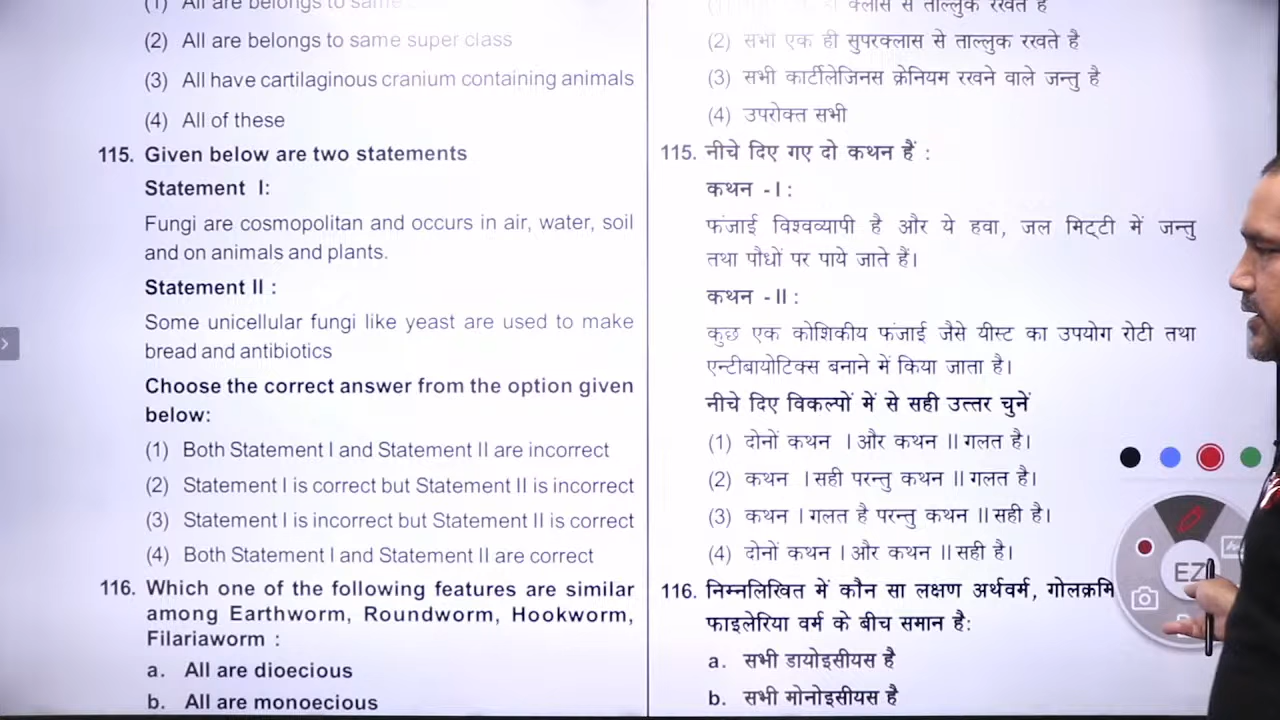 (1) All are belongs to same
(2) All are belongs to same super class
(3) All have cartilaginous cranium containing animals
(4) All of these
115. Given below are two statements
Statement I:
Fungi are cosmopolitan and occurs in air, water, soil
and on animals and plants.
Statement II :
Some unicellular fungi like yeast are used to make
bread and antibiotics
Choose the correct answer from the option given
below:
(1) Both Statement I and Statement II are incorrect
(2) Statement I is correct but Statement II is incorrect
(3) Statement I is incorrect but Statement II is correct
(4) Both Statement I and Statement II are correct
116. Which one of the following features are similar
among Earthworm, Roundworm, Hookworm,
Filariaworm :
a. All are dioecious
b. All are monoecious
क्लास से ताल्लुक रखते है
(2) सभी एक ही सुपरक्लास से ताल्लुक रखते है
(3) सभी कार्टीलेजिनस क्रेनियम रखने वाले जन्तु है
(4) उपरोक्त सभी
115. नीचे दिए गए दो कथन हैं :
कथन - I :
फंजाई विश्वव्यापी है और ये हवा, जल मिट्टी में जन्तु
तथा पौधों पर पाये जाते हैं।
कथन - II :
कुछ एक कोशिकीय फंजाई जैसे यीस्ट का उपयोग रोटी तथा
एन्टीबायोटिक्स बनाने में किया जाता है।
नीचे दिए विकल्पों में से सही उत्तर चुनें
(1) दोनों कथन I और कथन II गलत है।
(2) कथन I सही परन्तु कथन II गलत है।
(3) कथन I गलत है परन्तु कथन II सही है।
(4) दोनों कथन I और कथन II सही है।
116. निम्नलिखित में कौन सा लक्षण अर्थवर्म, गोलक्रमि
फाइलेरिया वर्म के बीच समान है:
a. सभी डायोइसीयस है
b. सभी मोनोइसीयस है
EZ